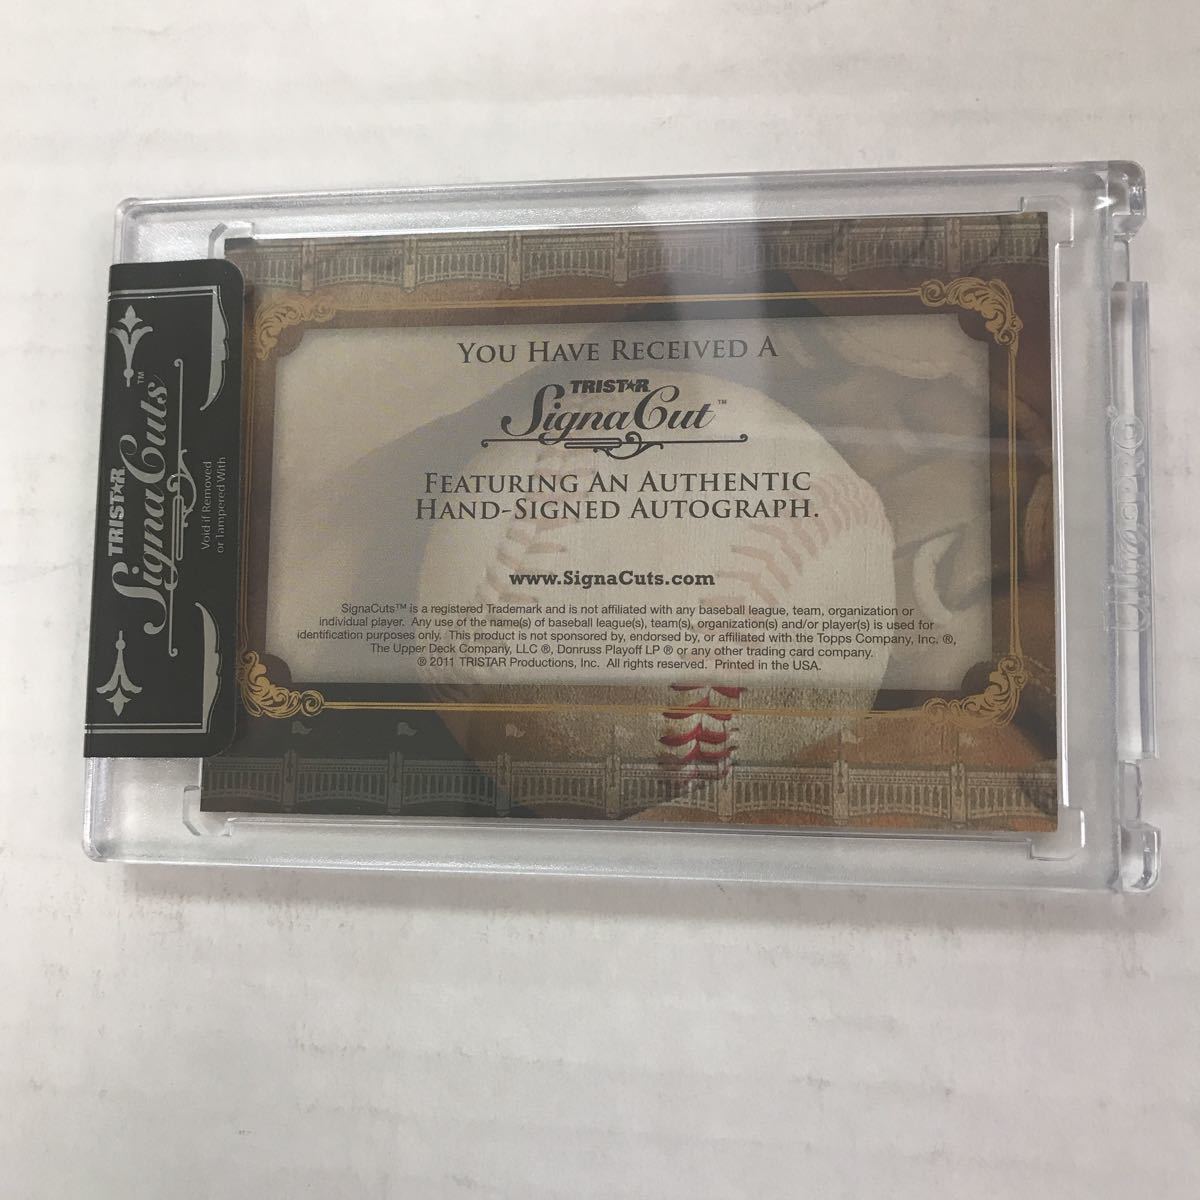 YOU HAVE RECEIVED A
TRISTAR
SignaCut™
FEATURING AN AUTHENTIC
HAND-SIGNED AUTOGRAPH.
www.SignaCuts.com
SignaCuts™ is a registered Trademark and is not affiliated with any baseball league, team, organization or
individual player. Any use of the name(s) of baseball league(s), team(s), organization(s) and/or player(s) is used for
identification purposes only. This product is not sponsored by, endorsed by, or affiliated with the Topps Company, Inc. ®,
The Upper Deck Company, LLC ®, Donruss Playoff LP ® or any other trading card company.
® 2011 TRISTAR Productions, Inc. All rights reserved. Printed in the USA.
TRISTAR
SignaCuts™
Void if Removed
or Tampered With
Ultra PRO®